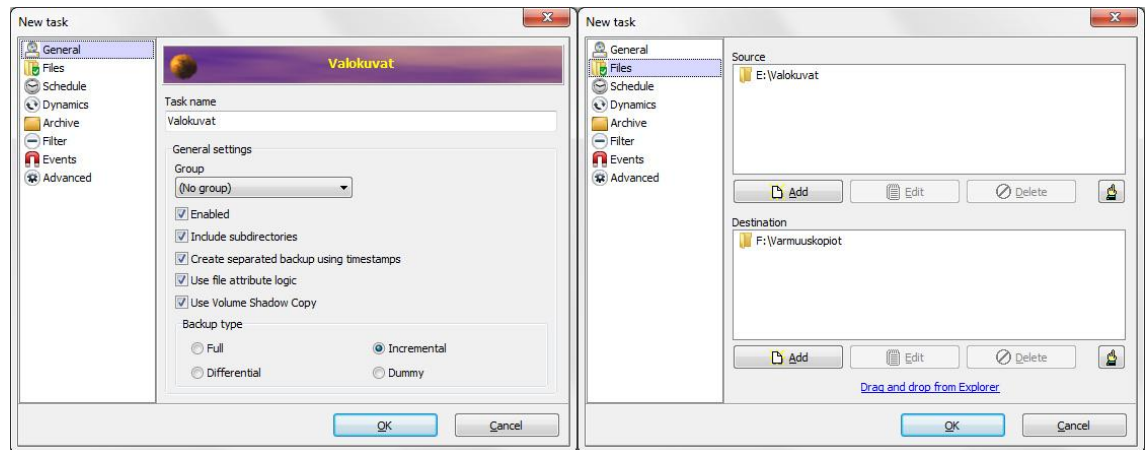 New task
General
Files
Schedule
Dynamics
Archive
Filter
Events
Advanced
Valokuvat
Task name
Valokuvat
General settings
Group
(No group)
Enabled
Include subdirectories
Create separated backup using timestamps
Use file attribute logic
Use Volume Shadow Copy
Backup type
Full Incremental
Differential Dummy
OK Cancel
New task
General
Files
Schedule
Dynamics
Archive
Filter
Events
Advanced
Source
E:\Valokuvat
Add Edit Delete
Destination
F:\Varmuuskopiot
Add Edit Delete
Drag and drop from Explorer
OK Cancel